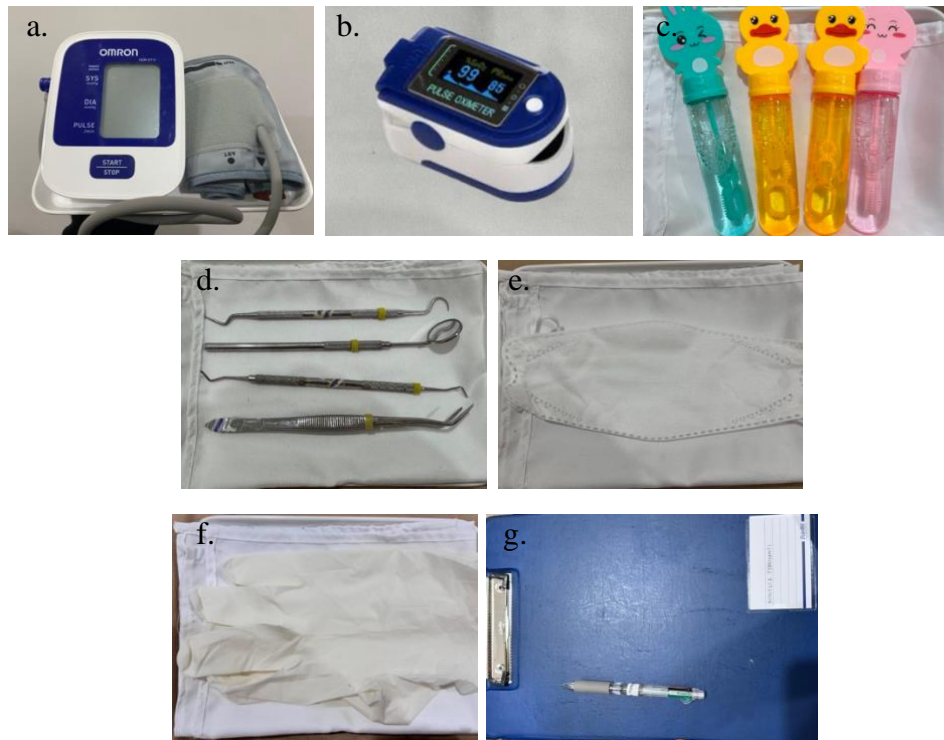 a.
OMRON
SYS
DIA
PULSE
START
STOP
b.
99 85
PULSE OXIMETER
c.
d.
e.
f.
g.